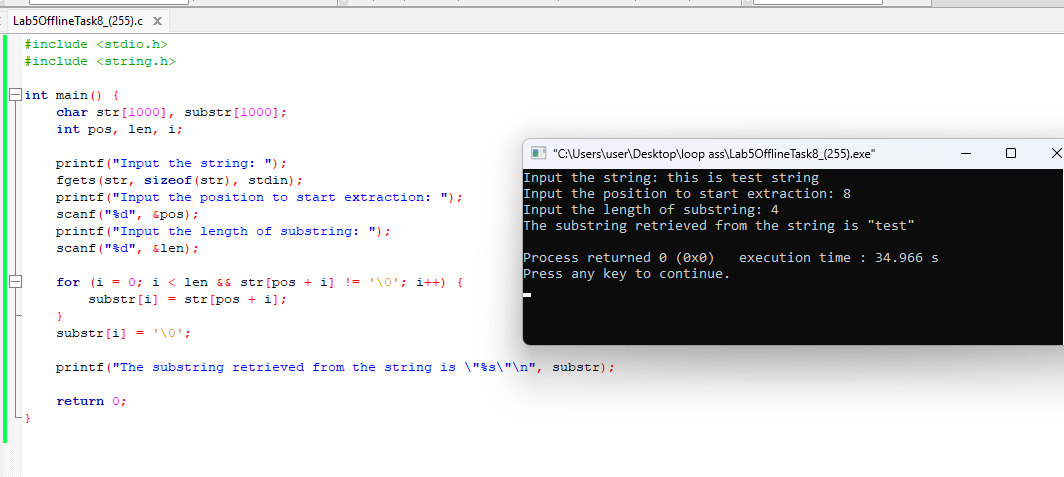 Lab5OfflineTask8_(255).c
#include <stdio.h>
#include <string.h>
int main() {
    char str[1000], substr[1000];
    int pos, len, i;
    printf("Input the string: ");
    fgets(str, sizeof(str), stdin);
    printf("Input the position to start extraction: ");
    scanf("%d", &pos);
    printf("Input the length of substring: ");
    scanf("%d", &len);
    for (i = 0; i < len && str[pos + i] != '\0'; i++) {
        substr[i] = str[pos + i];
    }
    substr[i] = '\0';
    printf("The substring retrieved from the string is \"%s\"\n", substr);
    return 0;
}
"C:\Users\user\Desktop\loop ass\Lab5OfflineTask8_(255).exe"
Input the string: this is test string
Input the position to start extraction: 8
Input the length of substring: 4
The substring retrieved from the string is "test"
Process returned 0 (0x0)   execution time : 34.966 s
Press any key to continue.